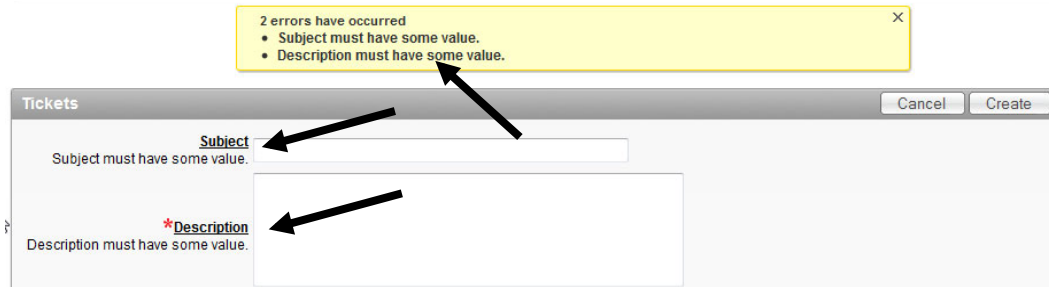 2 errors have occurred
• Subject must have some value.
• Description must have some value.
Tickets Cancel Create
Subject
Subject must have some value.
*Description
Description must have some value.